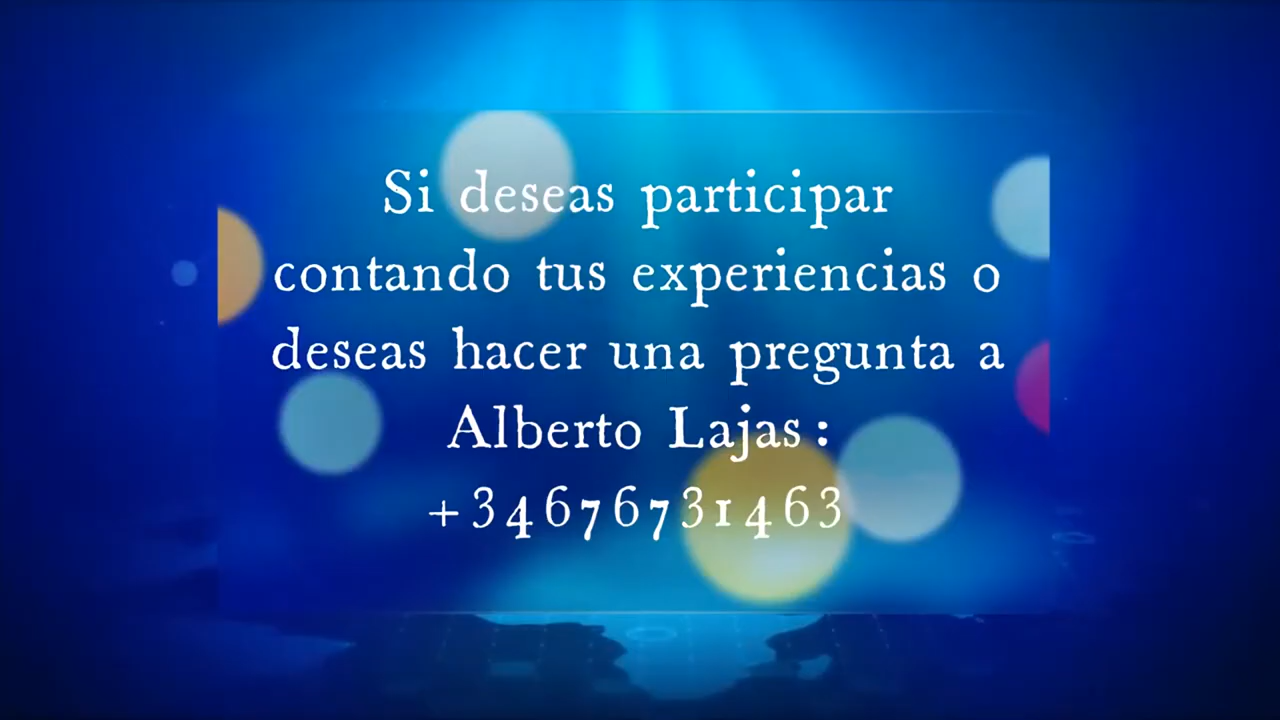 Si deseas participar
contando tus experiencias o
deseas hacer una pregunta a
Alberto Lajas:
+34676731463